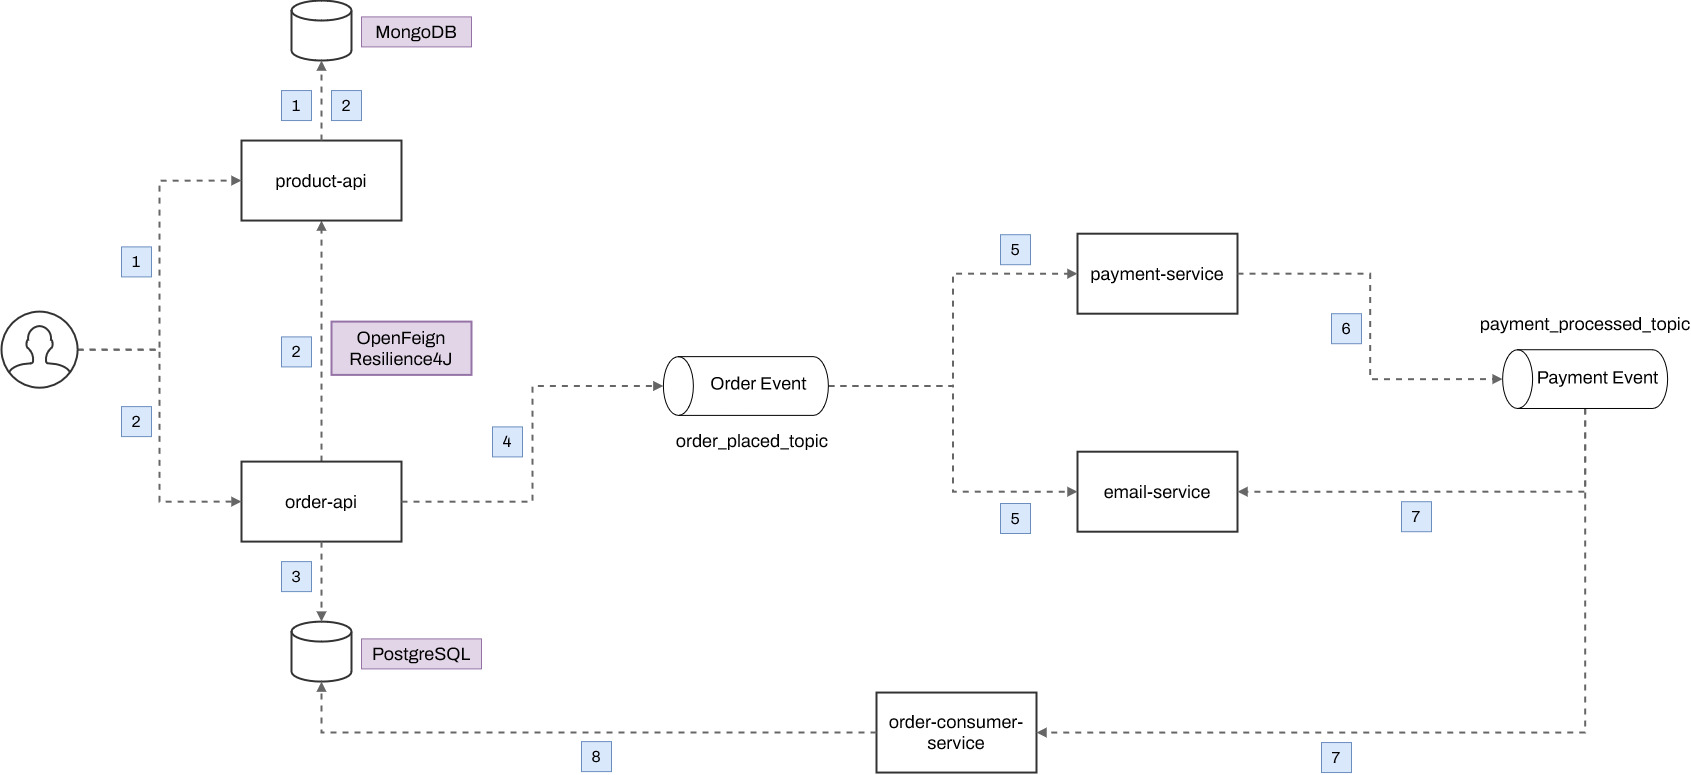 MongoDB
1
2
product-api
1
5
payment-service
2
OpenFeign
Resilience4J
6
payment_processed_topic
Payment Event
Order Event
2
4
order_placed_topic
order-api
email-service
5
7
3
PostgreSQL
order-consumer-
service
8
7